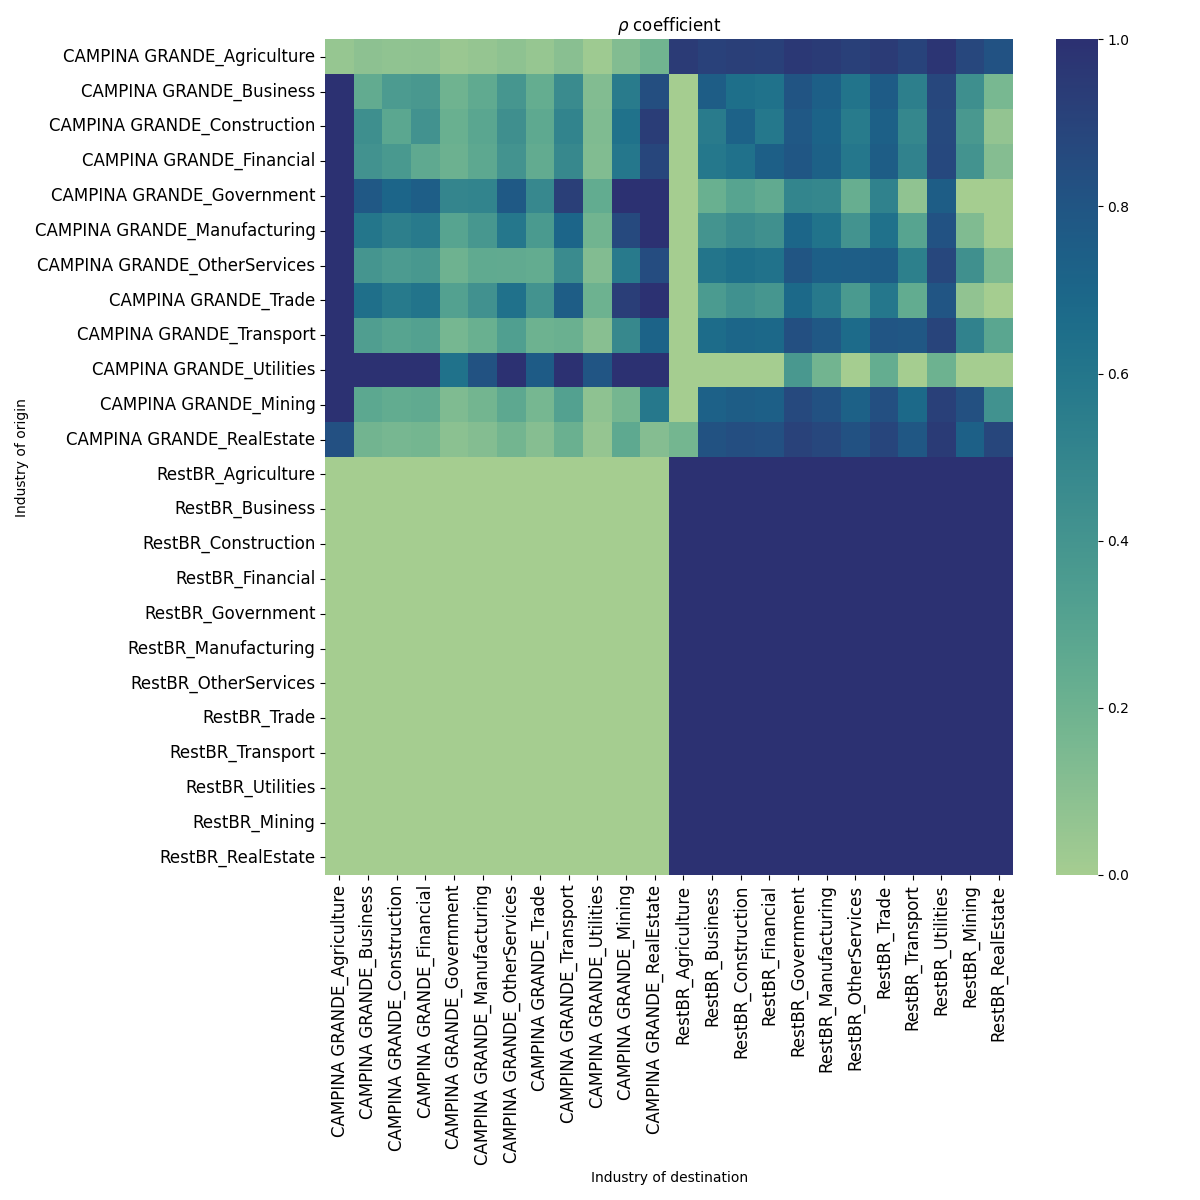 ρ coefficient
CAMPINA GRANDE_Agriculture
CAMPINA GRANDE_Business
CAMPINA GRANDE_Construction
CAMPINA GRANDE_Financial
CAMPINA GRANDE_Government
CAMPINA GRANDE_Manufacturing
CAMPINA GRANDE_OtherServices
CAMPINA GRANDE_Trade
CAMPINA GRANDE_Transport
CAMPINA GRANDE_Utilities
CAMPINA GRANDE_Mining
CAMPINA GRANDE_RealEstate
RestBR_Agriculture
RestBR_Business
RestBR_Construction
RestBR_Financial
RestBR_Government
RestBR_Manufacturing
RestBR_OtherServices
RestBR_Trade
RestBR_Transport
RestBR_Utilities
RestBR_Mining
RestBR_RealEstate
Industry of origin
1.0
0.8
0.6
0.4
0.2
0.0
CAMPINA GRANDE_Agriculture
CAMPINA GRANDE_Business
CAMPINA GRANDE_Construction
CAMPINA GRANDE_Financial
CAMPINA GRANDE_Government
CAMPINA GRANDE_Manufacturing
CAMPINA GRANDE_OtherServices
CAMPINA GRANDE_Trade
CAMPINA GRANDE_Transport
CAMPINA GRANDE_Utilities
CAMPINA GRANDE_Mining
CAMPINA GRANDE_RealEstate
RestBR_Agriculture
RestBR_Business
RestBR_Construction
RestBR_Financial
RestBR_Government
RestBR_Manufacturing
RestBR_OtherServices
RestBR_Trade
RestBR_Transport
RestBR_Utilities
RestBR_Mining
RestBR_RealEstate
Industry of destination